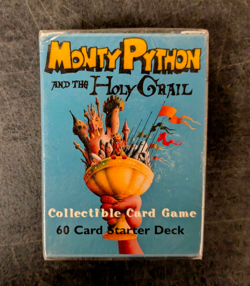 MONTY PYTHON
AND THE HOLY GRAIL
Collectible Card Game
60 Card Starter Deck